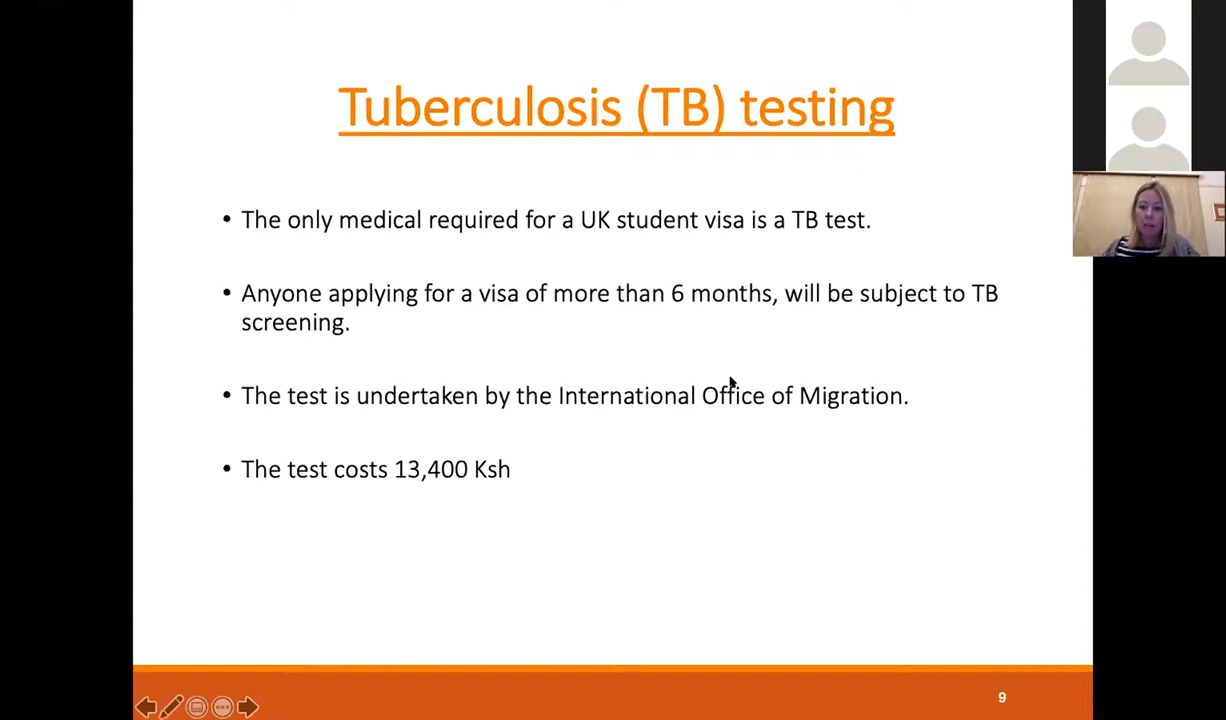 Tuberculosis (TB) testing
• The only medical required for a UK student visa is a TB test.
• Anyone applying for a visa of more than 6 months, will be subject to TB
screening.
• The test is undertaken by the International Office of Migration.
• The test costs 13,400 Ksh
9